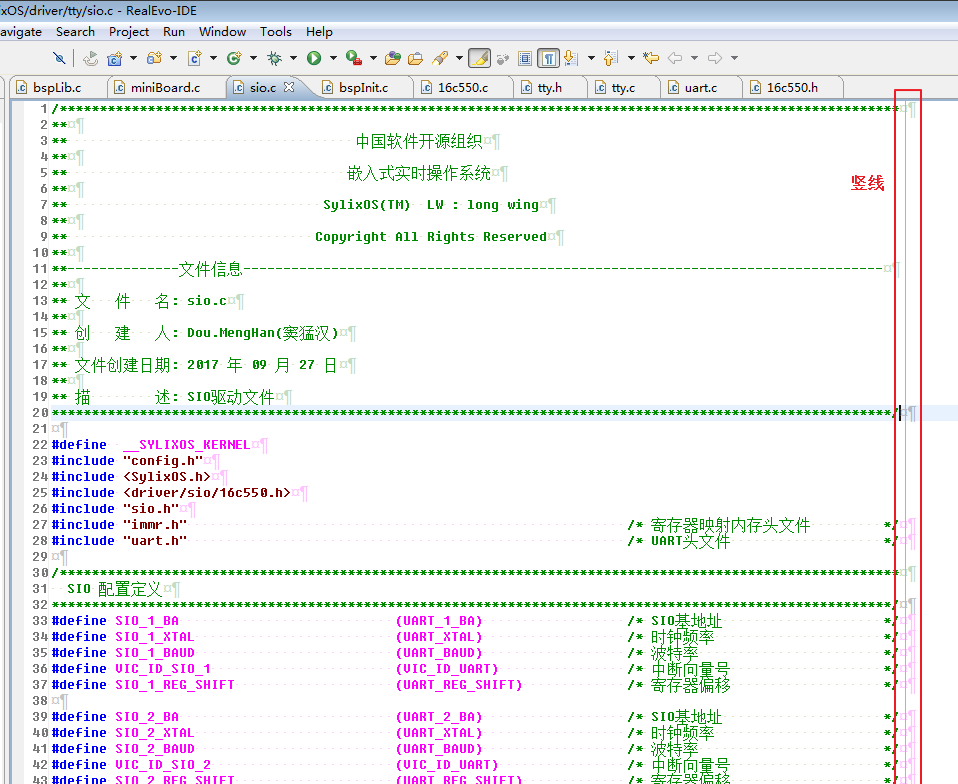 xOS/driver/tty/sio.c - RealEvo-IDE
avigate Search Project Run Window Tools Help
bspLib.c miniBoard.c sio.c bspInit.c 16c550.c tty.h tty.c uart.c 16c550.h
1 /*********************************************************************************************************
2 **
3 ** 中国软件开源组织
4 **
5 ** 嵌入式实时操作系统
6 **
7 ** SylixOS(TM) LW : long wing
8 **
9 ** Copyright All Rights Reserved
10 **
11 **--------------文件信息--------------------------------------------------------------------------------
12 **
13 ** 文 件 名: sio.c
14 **
15 ** 创 建 人: Dou.MengHan(窦猛汉)
16 **
17 ** 文件创建日期: 2017 年 09 月 27 日
18 **
19 ** 描 述: SIO驱动文件
20 *********************************************************************************************************/
21
22 #define __SYLIXOS_KERNEL
23 #include "config.h"
24 #include <SylixOS.h>
25 #include <driver/sio/16c550.h>
26 #include "sio.h"
27 #include "immr.h" /* 寄存器映射内存头文件 */
28 #include "uart.h" /* UART头文件 */
29
30 /*********************************************************************************************************
31 SIO 配置定义
32 *********************************************************************************************************/
33 #define SIO_1_BA (UART_1_BA) /* SIO基地址 */
34 #define SIO_1_XTAL (UART_XTAL) /* 时钟频率 */
35 #define SIO_1_BAUD (UART_BAUD) /* 波特率 */
36 #define VIC_ID_SIO_1 (VIC_ID_UART) /* 中断向量号 */
37 #define SIO_1_REG_SHIFT (UART_REG_SHIFT) /* 寄存器偏移 */
38
39 #define SIO_2_BA (UART_2_BA) /* SIO基地址 */
40 #define SIO_2_XTAL (UART_XTAL) /* 时钟频率 */
41 #define SIO_2_BAUD (UART_BAUD) /* 波特率 */
42 #define VIC_ID_SIO_2 (VIC_ID_UART) /* 中断向量号 */
43 #define SIO_2_REG_SHIFT (UART_REG_SHIFT) /* 寄存器偏移 */
竖线